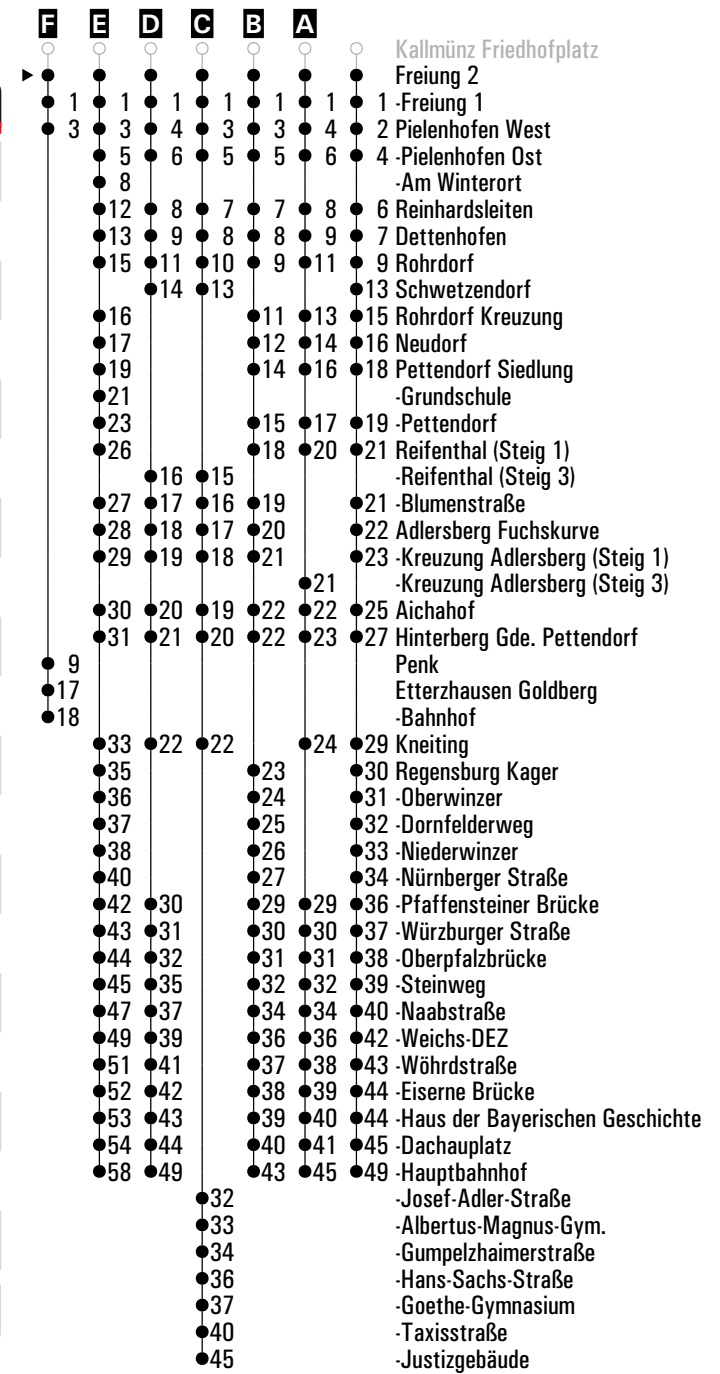 F E D C B A
Kallmünz Friedhofplatz
Freiung 2
1 1 1 1 1 1 1 -Freiung 1
3 3 4 3 3 4 2 Pielenhofen West
5 6 5 5 6 4 -Pielenhofen Ost
8 -Am Winterort
12 8 7 7 8 6 Reinhardsleiten
13 9 8 8 9 7 Dettenhofen
15 11 10 9 11 9 Rohrdorf
14 13 13 Schwetzendorf
16 11 13 15 Rohrdorf Kreuzung
17 12 14 16 Neudorf
19 14 16 18 Pettendorf Siedlung
21 -Grundschule
23 15 17 19 -Pettendorf
26 18 20 21 Reifenthal (Steig 1)
16 15 -Reifenthal (Steig 3)
27 17 16 19 21 -Blumenstraße
28 18 17 20 22 Adlersberg Fuchskurve
29 19 18 21 23 -Kreuzung Adlersberg (Steig 1)
21 -Kreuzung Adlersberg (Steig 3)
30 20 19 22 22 25 Aichahof
31 21 20 22 23 27 Hinterberg Gde. Pettendorf
9 Penk
17 Etterzhausen Goldberg
18 -Bahnhof
33 22 22 24 29 Kneiting
35 23 30 Regensburg Kager
36 24 31 -Oberwinzer
37 25 32 -Dornfelderweg
38 26 33 -Niederwinzer
40 27 34 -Nürnberger Straße
42 30 29 29 36 -Pfaffensteiner Brücke
43 31 30 30 37 -Würzburger Straße
44 32 31 31 38 -Oberpfalzbrücke
45 35 32 32 39 -Steinweg
47 37 34 34 40 -Naabstraße
49 39 36 36 42 -Weichs-DEZ
51 41 37 38 43 -Wöhrdstraße
52 42 38 39 44 -Eiserne Brücke
53 43 39 40 44 -Haus der Bayerischen Geschichte
54 44 40 41 45 -Dachauplatz
58 49 43 45 49 -Hauptbahnhof
32 -Josef-Adler-Straße
33 -Albertus-Magnus-Gym.
34 -Gumpelzhaimerstraße
36 -Hans-Sachs-Straße
37 -Goethe-Gymnasium
40 -Taxisstraße
45 -Justizgebäude